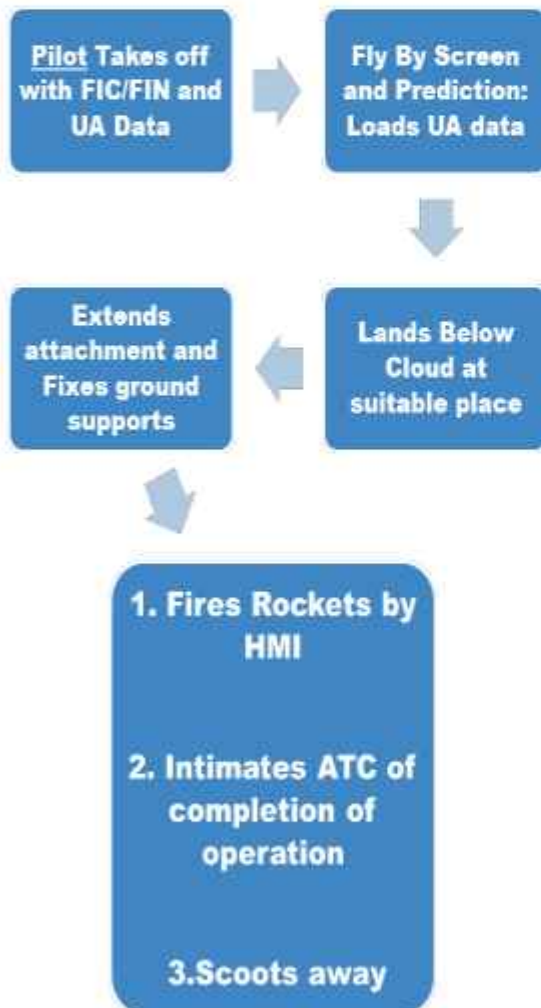 Pilot Takes off
with FIC/FIN and
UA Data
Fly By Screen
and Prediction:
Loads UA data
Lands Below
Cloud at
suitable place
Extends
attachment and
Fixes ground
supports
1. Fires Rockets by
HMI
2. Intimates ATC of
completion of
operation
3.Scoots away